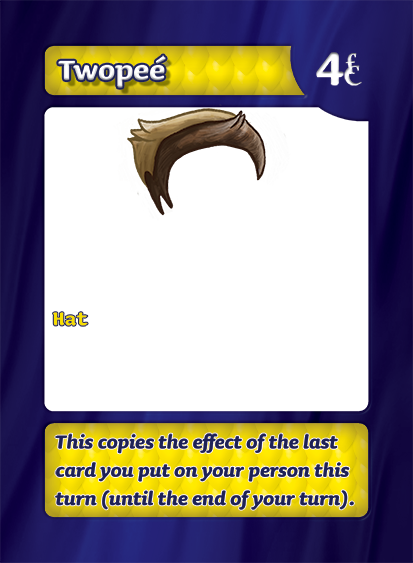 Twopeé
4 f
c
Hat
This copies the effect of the last
card you put on your person this
turn (until the end of your turn).